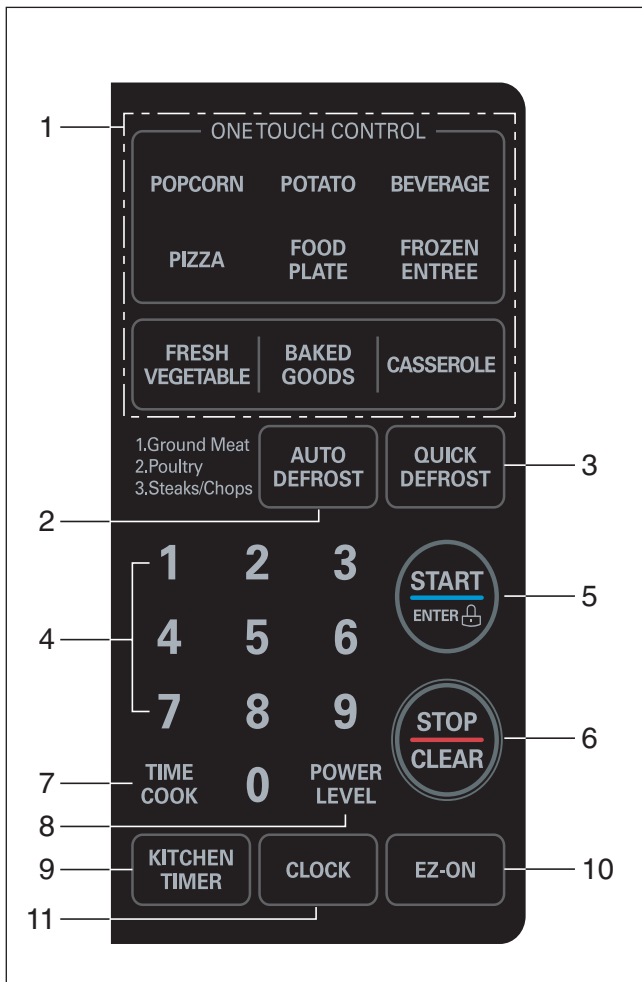 1
ONE TOUCH CONTROL
POPCORN POTATO BEVERAGE
PIZZA
FOOD
PLATE
FROZEN
ENTREE
FRESH
VEGETABLE
BAKED
GOODS
CASSEROLE
1.Ground Meat
2.Poultry
3.Steaks/Chops
AUTO
DEFROST
QUICK
DEFROST
3
2
1 2 3
START
ENTER
5
4
4 5 6
7 8 9
STOP
CLEAR
6
7
TIME
COOK
0
POWER
LEVEL
8
9
KITCHEN
TIMER
CLOCK
EZ-ON
10
11